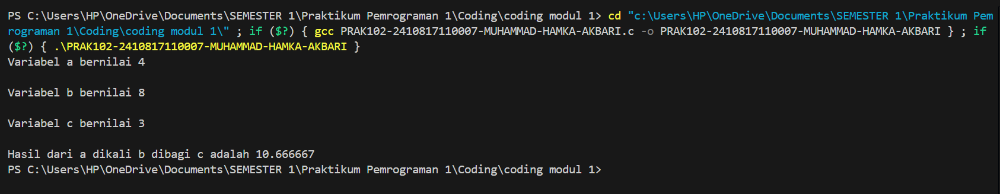 PS C:\Users\HP\OneDrive\Documents\SEMESTER 1\Praktikum Pemrograman 1\Coding\coding modul 1> cd "c:\Users\HP\OneDrive\Documents\SEMESTER 1\Praktikum Pem
rograman 1\Coding\coding modul 1\" ; if ($?) { gcc PRAK102-2410817110007-MUHAMMAD-HAMKA-AKBARI.c -o PRAK102-2410817110007-MUHAMMAD-HAMKA-AKBARI } ; if
($?) { .\PRAK102-2410817110007-MUHAMMAD-HAMKA-AKBARI }
Variabel a bernilai 4
Variabel b bernilai 8
Variabel c bernilai 3
Hasil dari a dikali b dibagi c adalah 10.666667
PS C:\Users\HP\OneDrive\Documents\SEMESTER 1\Praktikum Pemrograman 1\Coding\coding modul 1>